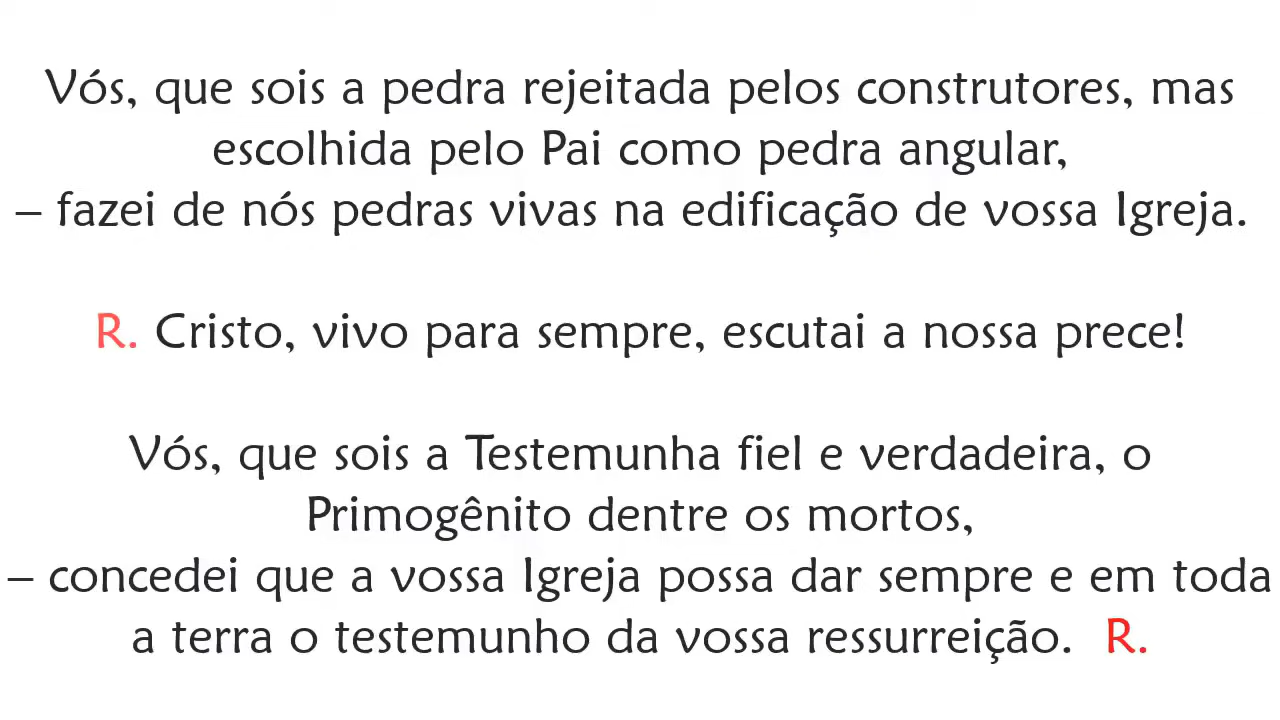 Vós, que sois a pedra rejeitada pelos construtores, mas
escolhida pelo Pai como pedra angular,
– fazei de nós pedras vivas na edificação de vossa Igreja.
R. Cristo, vivo para sempre, escutai a nossa prece!
Vós, que sois a Testemunha fiel e verdadeira, o
Primogênito dentre os mortos,
– concedei que a vossa Igreja possa dar sempre e em toda
a terra o testemunho da vossa ressurreição. R.